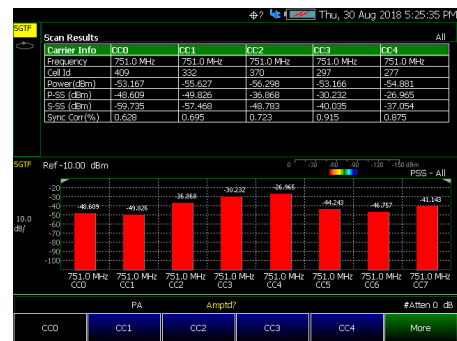 ? Thu, 30 Aug 2018 5:25:35 PM
5GTF
Scan Results All
Carrier Info CC0 CC1 CC2 CC3 CC4
Frequency 751.0 MHz 751.0 MHz 751.0 MHz 751.0 MHz 751.0 MHz
Cell Id 409 332 370 297 277
Power(dBm) -53.167 -55.627 -56.298 -53.166 -54.881
P-SS (dBm) -48.609 -49.826 -36.868 -30.232 -26.965
S-SS (dBm) -59.735 -57.468 -48.783 -40.035 -37.054
Sync Corr(%) 0.628 0.695 0.723 0.915 0.875
5GTF Ref -10.00 dBm 0 -30 -60 -90 -120 -150 dBm
PSS - All
10.0
dB/
-20
-30
-40
-50
-60
-70
-80
-90
-100
-48.609 -49.826 -36.868 -30.232 -26.965 -44.243 -46.757 -41.143
751.0 MHz 751.0 MHz 751.0 MHz 751.0 MHz 751.0 MHz 751.0 MHz 751.0 MHz 751.0 MHz
CC0 CC1 CC2 CC3 CC4 CC5 CC6 CC7
PA Amptd? #Atten 0 dB
CC0 CC1 CC2 CC3 CC4 More